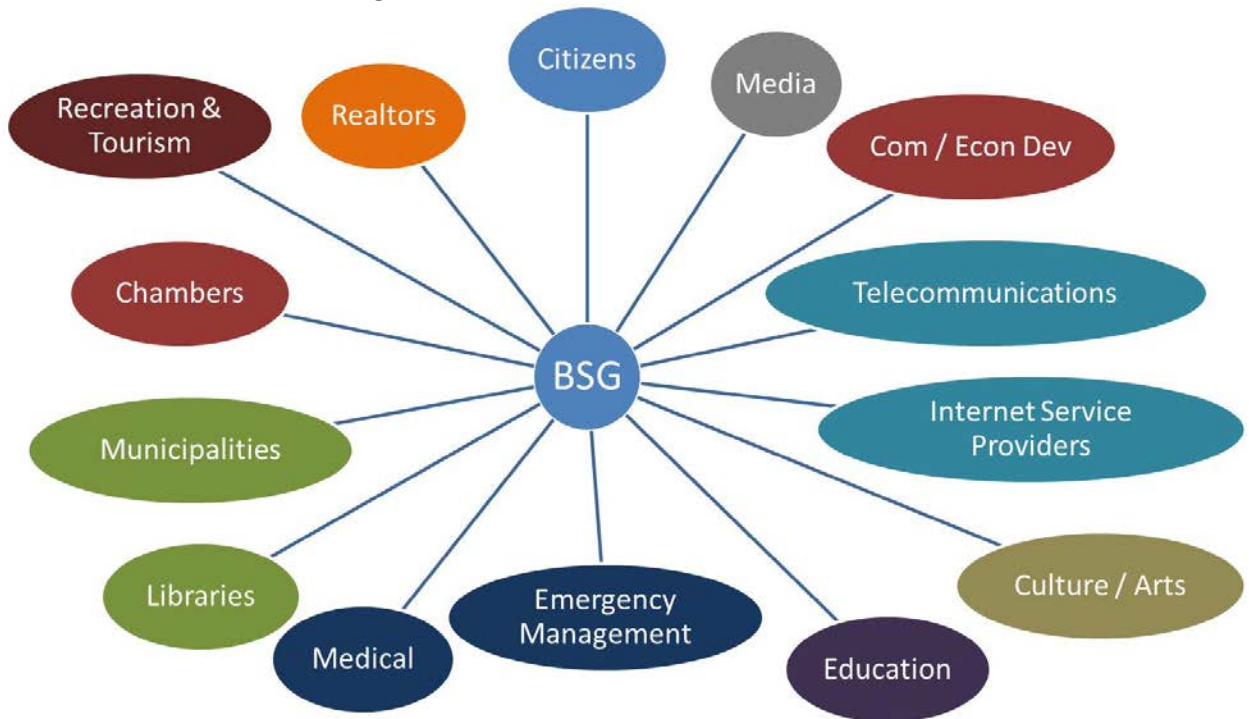 Citizens
Media
Realtors
Recreation &
Tourism
Com / Econ Dev
Chambers
Telecommunications
BSG
Internet Service
Providers
Municipalities
Culture / Arts
Libraries
Emergency
Management
Medical
Education